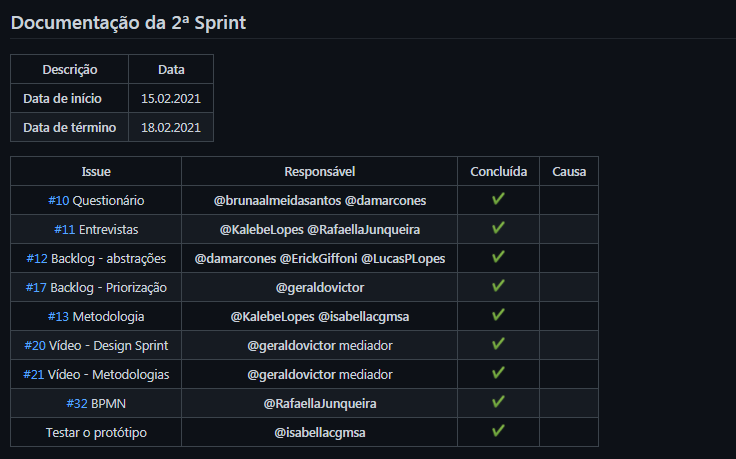 Documentação da 2ª Sprint
Descrição Data
Data de início 15.02.2021
Data de término 18.02.2021
Issue Responsável Concluída Causa
#10 Questionário @brunaalmeidasantos @damarcones ✔
#11 Entrevistas @KalebeLopes @RafaellaJunqueira ✔
#12 Backlog - abstrações @damarcones @ErickGiffoni @LucasPLopes ✔
#17 Backlog - Priorização @geraldovictor ✔
#13 Metodologia @KalebeLopes @isabellacgmsa ✔
#20 Vídeo - Design Sprint @geraldovictor mediador ✔
#21 Vídeo - Metodologias @geraldovictor mediador ✔
#32 BPMN @RafaellaJunqueira ✔
Testar o protótipo @isabellacgmsa ✔